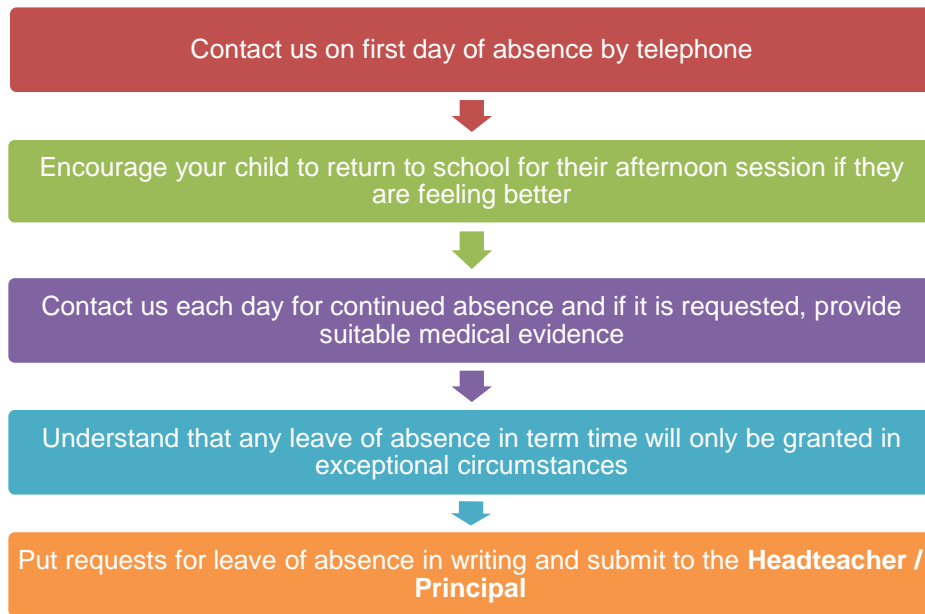 Contact us on first day of absence by telephone
Encourage your child to return to school for their afternoon session if they
are feeling better
Contact us each day for continued absence and if it is requested, provide
suitable medical evidence
Understand that any leave of absence in term time will only be granted in
exceptional circumstances
Put requests for leave of absence in writing and submit to the Headteacher /
Principal